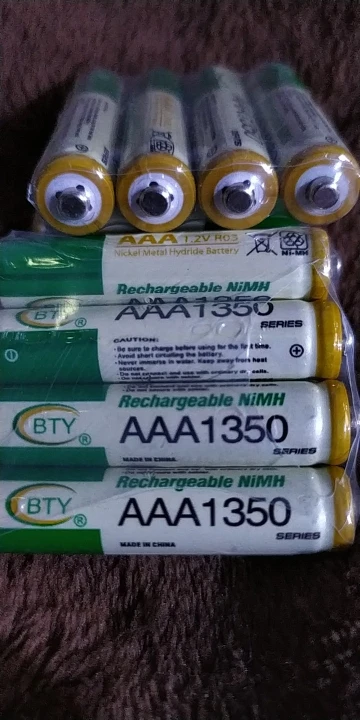 SERIES
AAA 1.2V R03
Nickel Metal Hydride Battery
Ni-MH
Rechargeable NiMH
BTY
AAA1350
SERIES
CAUTION:
-Be sure to charge before using for the first time.
-Avoid short circuiting the battery.
-Never immerse in water. Keep away from heat
sources.
Rechargeable NiMH
BTY®
AAA1350
SERIES
MADE IN CHINA
Rechargeable NiMH
BTY®
AAA1350
SERIES
MADE IN CHINA